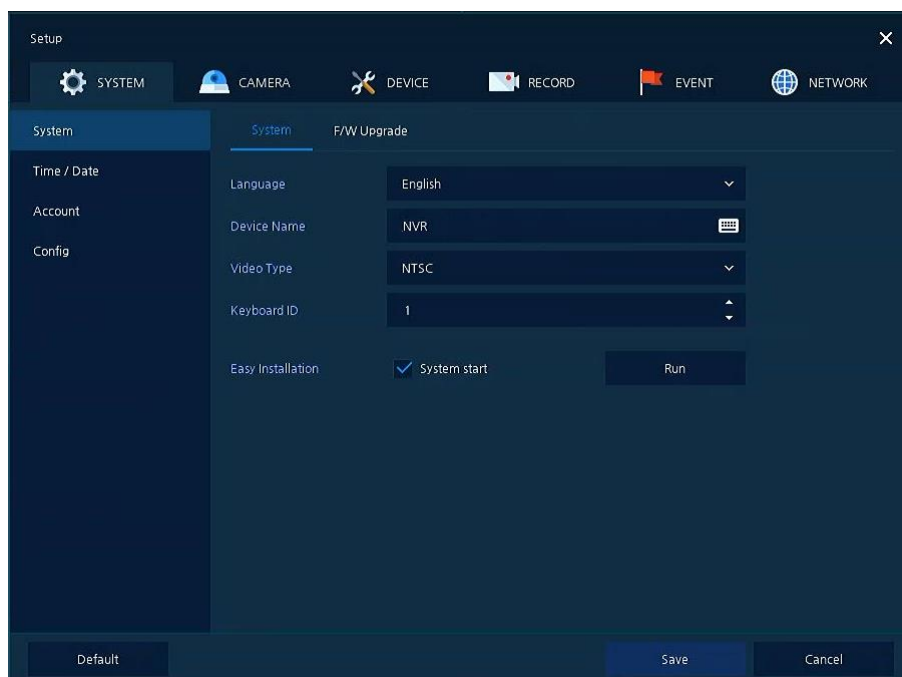 Setup
SYSTEM CAMERA DEVICE RECORD EVENT NETWORK
System
Time / Date
Account
Config
System F/W Upgrade
Language English
Device Name NVR
Video Type NTSC
Keyboard ID 1
Easy Installation System start Run
Default Save Cancel